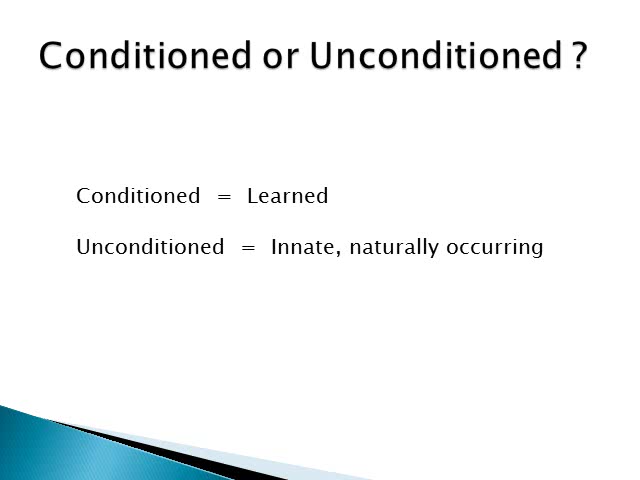 Conditioned or Unconditioned ?
Conditioned = Learned
Unconditioned = Innate, naturally occurring